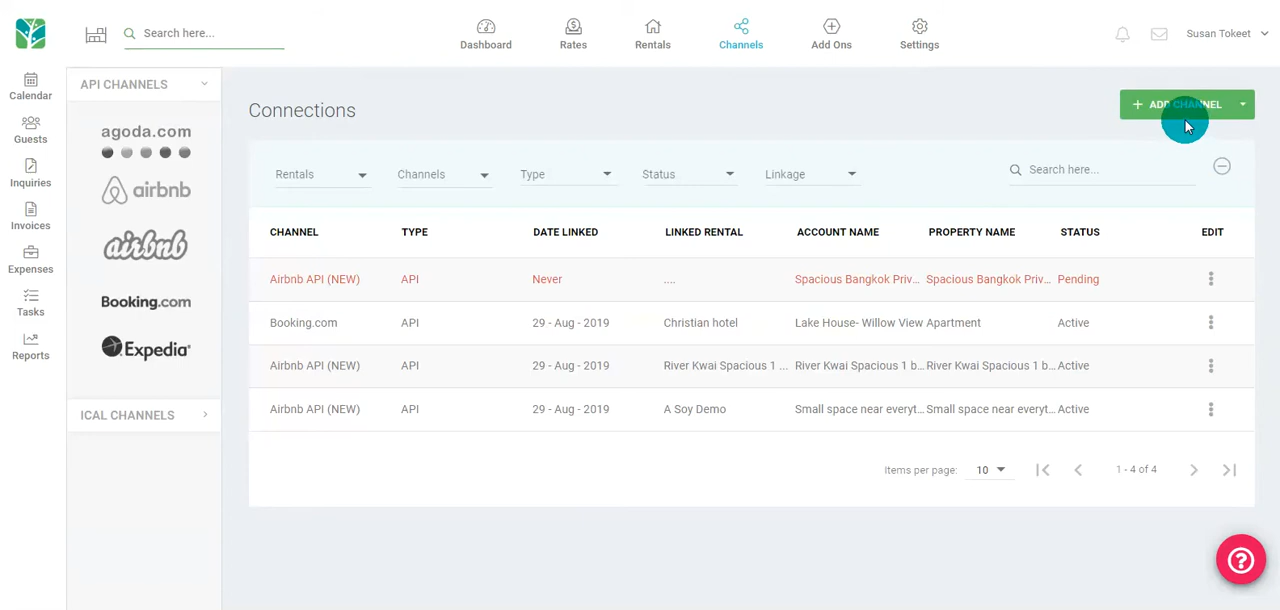 Search here...
Dashboard
Rates
Rentals
Channels
Add Ons
Settings
Susan Tokeet
Calendar
Guests
Inquiries
Invoices
Expenses
Tasks
Reports
API CHANNELS
agoda.com
airbnb
airbnb
Booking.com
Expedia
ICAL CHANNELS
Connections
ADD CHANNEL
Rentals
Channels
Type
Status
Linkage
Search here...
CHANNEL TYPE DATE LINKED LINKED RENTAL ACCOUNT NAME PROPERTY NAME STATUS EDIT
Airbnb API (NEW) API Never .... Spacious Bangkok Priv... Spacious Bangkok Priv... Pending
Booking.com API 29 - Aug - 2019 Christian hotel Lake House- Willow View Apartment Active
Airbnb API (NEW) API 29 - Aug - 2019 River Kwai Spacious 1 ... River Kwai Spacious 1 b... River Kwai Spacious 1 b... Active
Airbnb API (NEW) API 29 - Aug - 2019 A Soy Demo Small space near everyt... Small space near everyt... Active
Items per page: 10 1 - 4 of 4